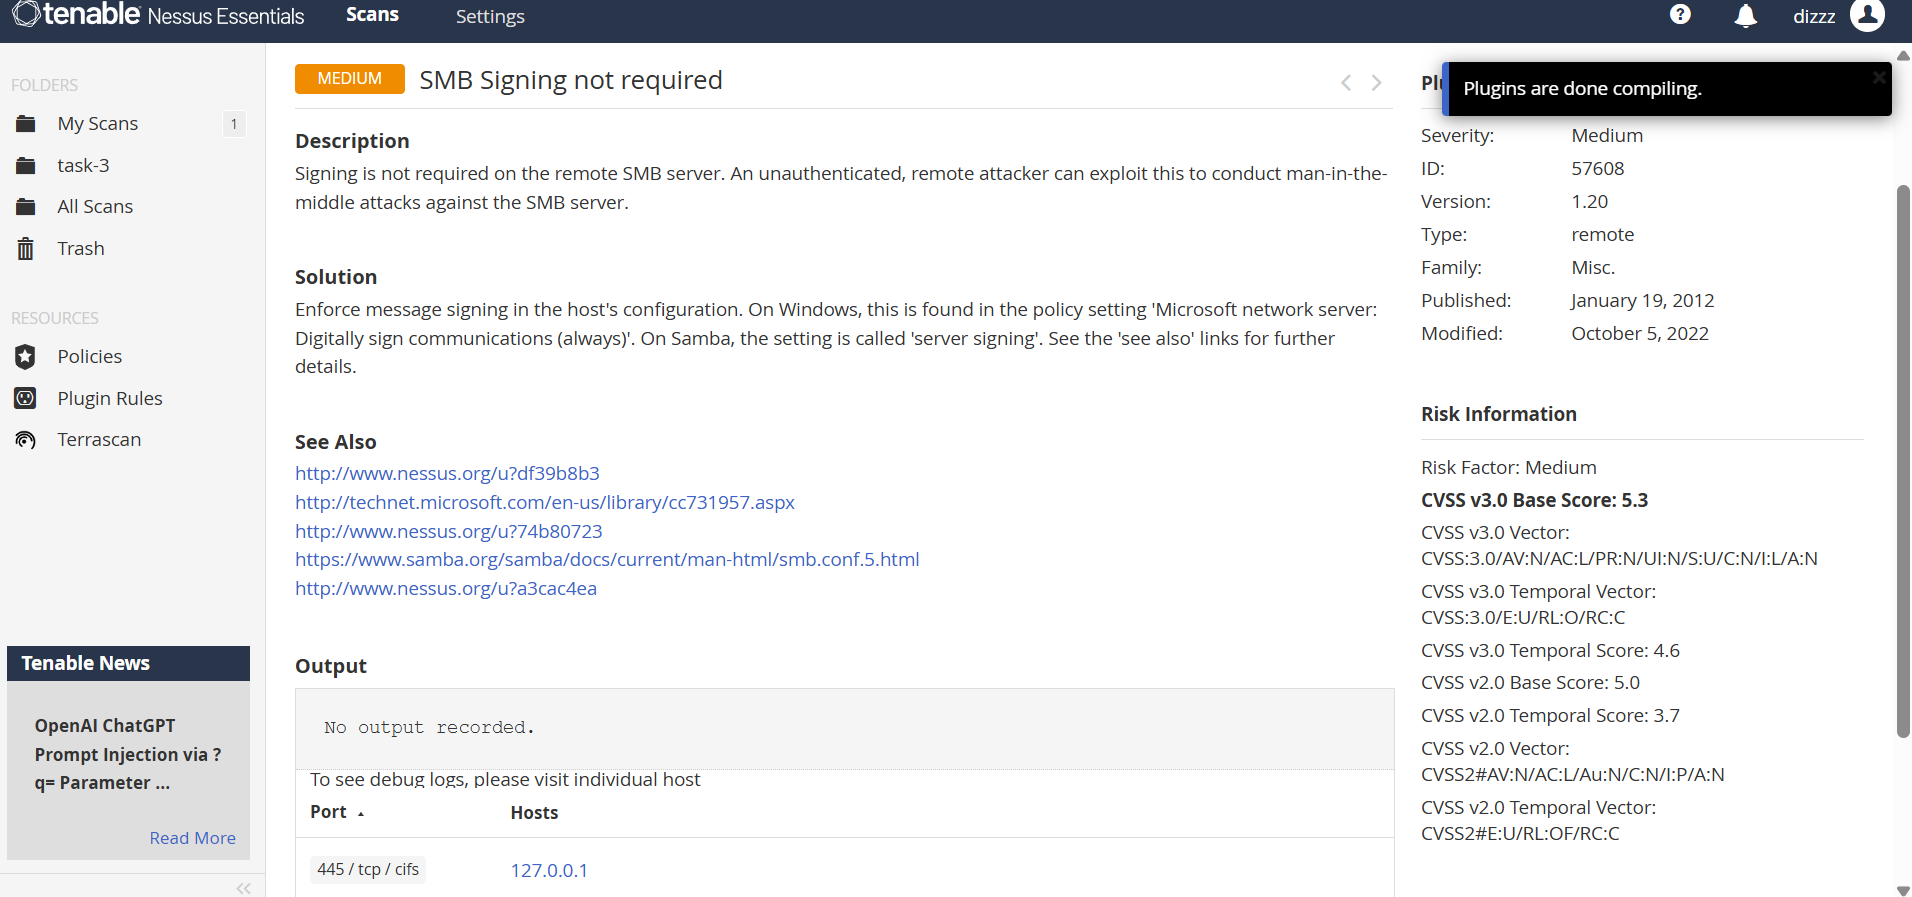 tenable Nessus Essentials
Scans
Settings
dizzz
FOLDERS
My Scans
1
task-3
All Scans
Trash
RESOURCES
Policies
Plugin Rules
Terrascan
Tenable News
OpenAI ChatGPT
Prompt Injection via ?
q= Parameter ...
Read More
MEDIUM
SMB Signing not required
Description
Signing is not required on the remote SMB server. An unauthenticated, remote attacker can exploit this to conduct man-in-the-
middle attacks against the SMB server.
Solution
Enforce message signing in the host's configuration. On Windows, this is found in the policy setting 'Microsoft network server:
Digitally sign communications (always)'. On Samba, the setting is called 'server signing'. See the 'see also' links for further
details.
See Also
http://www.nessus.org/u?df39b8b3
http://technet.microsoft.com/en-us/library/cc731957.aspx
http://www.nessus.org/u?74b80723
https://www.samba.org/samba/docs/current/man-html/smb.conf.5.html
http://www.nessus.org/u?a3cac4ea
Output
No output recorded.
To see debug logs, please visit individual host
Port
Hosts
445 / tcp / cifs
127.0.0.1
Plugins are done compiling.
Severity: Medium
ID: 57608
Version: 1.20
Type: remote
Family: Misc.
Published: January 19, 2012
Modified: October 5, 2022
Risk Information
Risk Factor: Medium
CVSS v3.0 Base Score: 5.3
CVSS v3.0 Vector:
CVSS:3.0/AV:N/AC:L/PR:N/UI:N/S:U/C:N/I:L/A:N
CVSS v3.0 Temporal Vector:
CVSS:3.0/E:U/RL:O/RC:C
CVSS v3.0 Temporal Score: 4.6
CVSS v2.0 Base Score: 5.0
CVSS v2.0 Temporal Score: 3.7
CVSS v2.0 Vector:
CVSS2#AV:N/AC:L/Au:N/C:N/I:P/A:N
CVSS v2.0 Temporal Vector:
CVSS2#E:U/RL:OF/RC:C